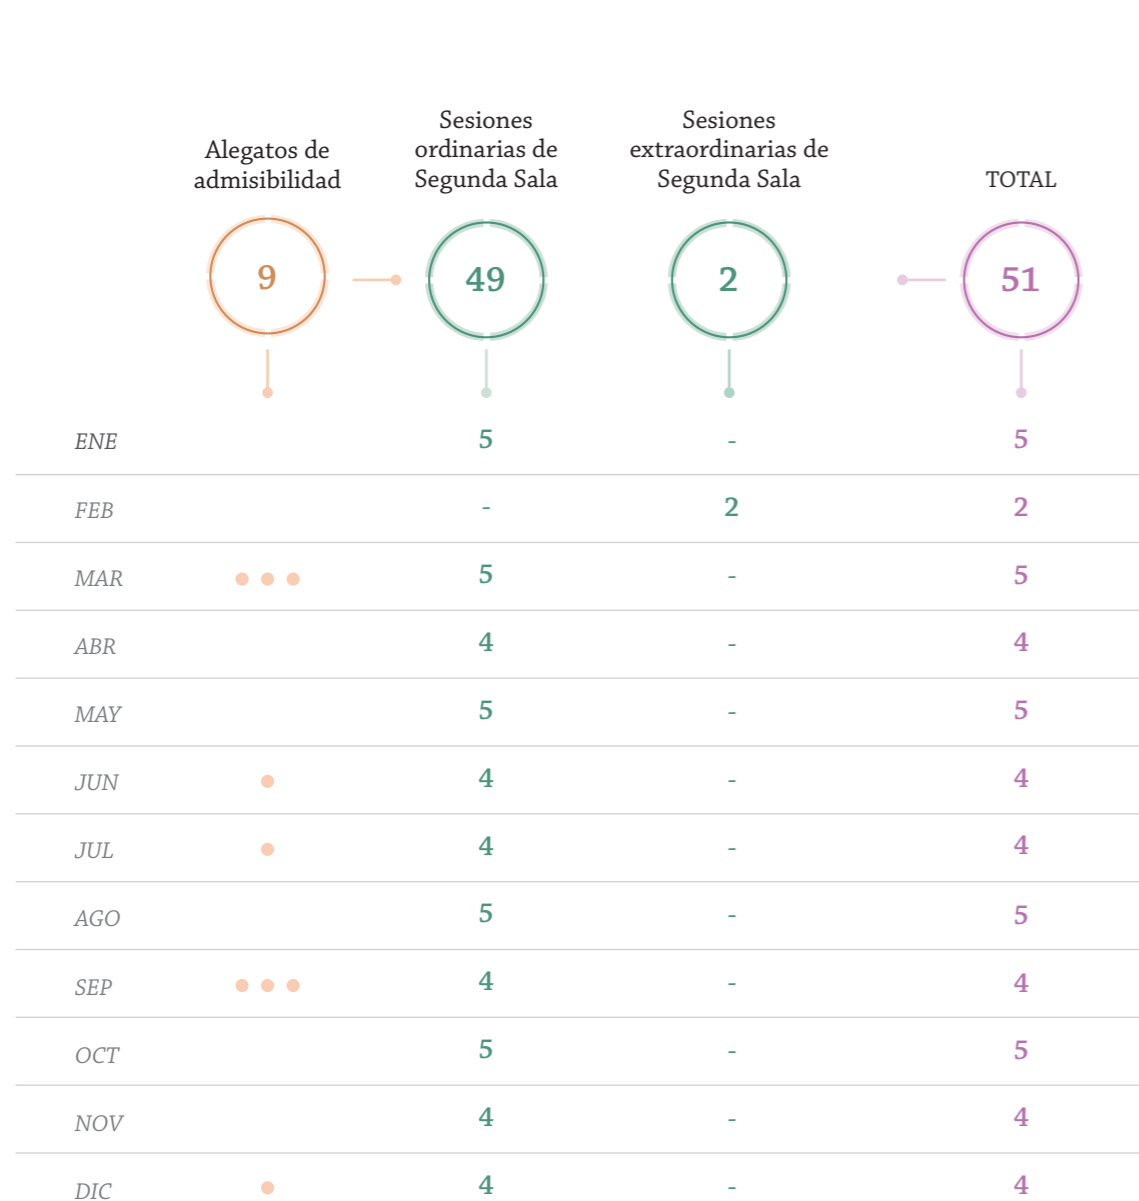 Alegatos de
admisibilidad
Sesiones
ordinarias de
Segunda Sala
Sesiones
extraordinarias de
Segunda Sala
TOTAL
9 49 2 51
ENE 5 - 5
FEB - 2 2
MAR 5 - 5
ABR 4 - 4
MAY 5 - 5
JUN 4 - 4
JUL 4 - 4
AGO 5 - 5
SEP 4 - 4
OCT 5 - 5
NOV 4 - 4
DIC 4 - 4